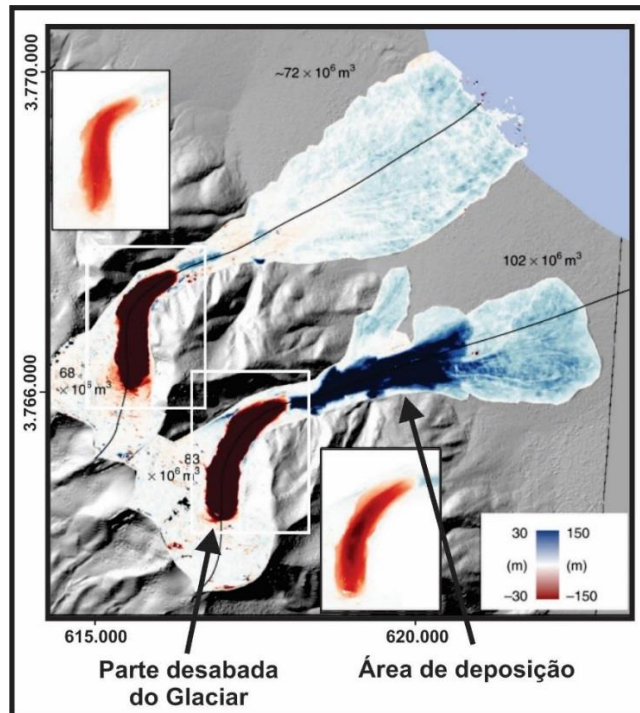 3.770.000
~72 × 10⁶ m³
102 × 10⁶ m³
68
× 10⁶ m³
3.766.000
83
× 10⁶ m³
30 150
(m) (m)
–30 –150
615.000 620.000
Parte desabada
do Glaciar
Área de deposição